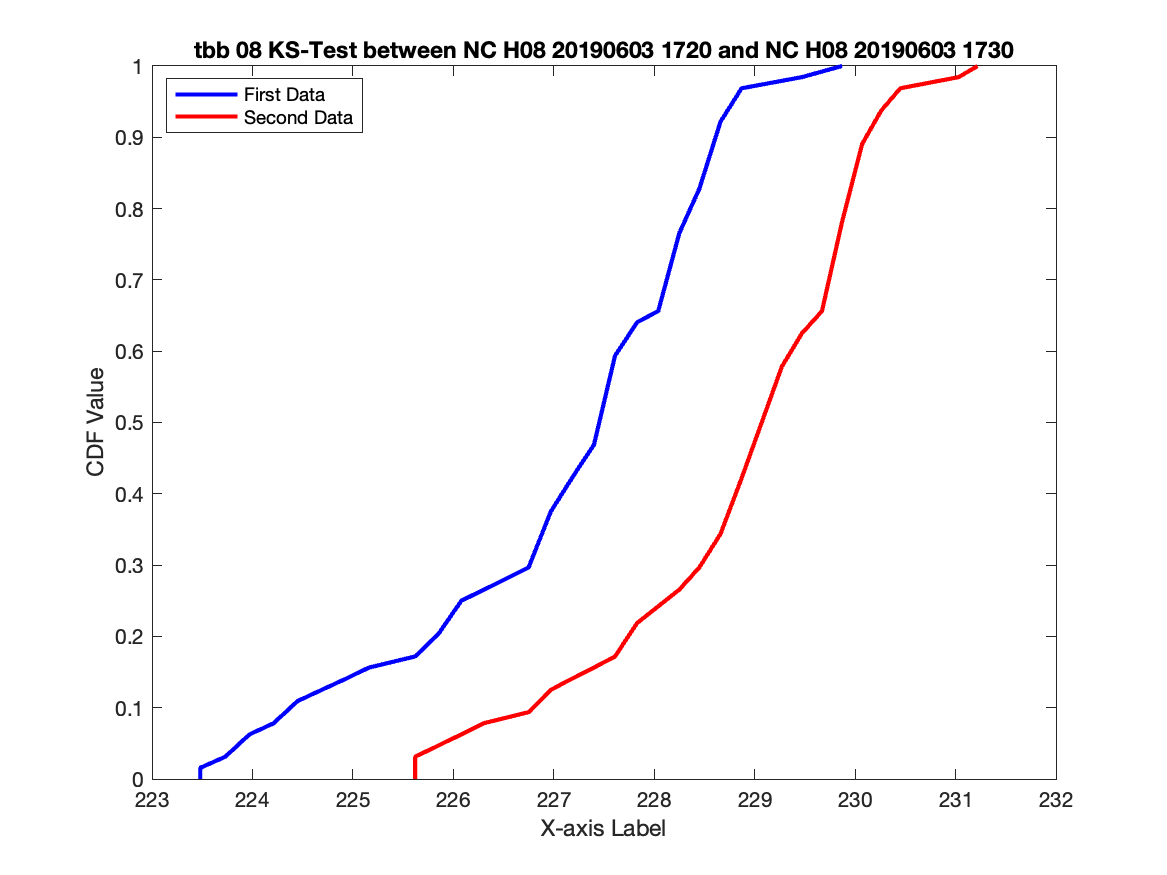 tbb 08 KS-Test between NC H08 20190603 1720 and NC H08 20190603 1730
First Data
Second Data
1
0.9
0.8
0.7
0.6
0.5
0.4
0.3
0.2
0.1
0
CDF Value
223 224 225 226 227 228 229 230 231 232
X-axis Label